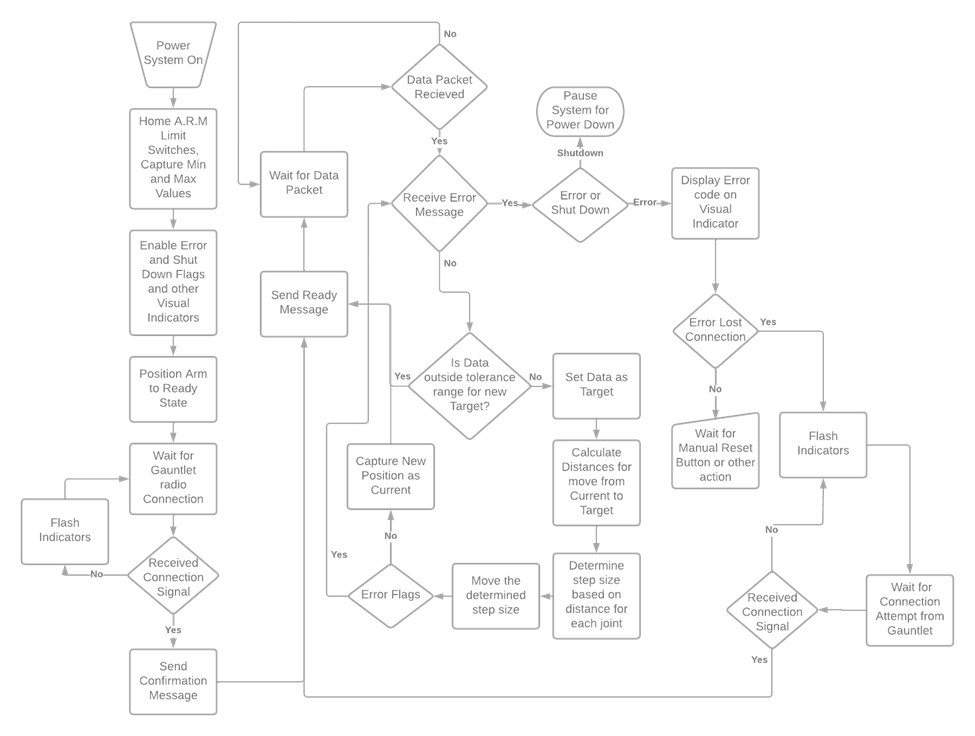 Power
System On
Home A.R.M
Limit
Switches,
Capture Min
and Max
Values
Enable Error
and Shut
Down Flags
and other
Visual
Indicators
Position Arm
to Ready
State
Wait for
Gauntlet
radio
Connection
Flash
Indicators
No
Received
Connection
Signal
Yes
Send
Confirmation
Message
No
Data Packet
Recieved
Yes
Wait for Data
Packet
Send Ready
Message
Receive Error
Message
Yes
No
Error or
Shut Down
Shutdown
Pause
System for
Power Down
Error
Display Error
code on
Visual
Indicator
Is Data
outside tolerance
range for new
Target?
Yes
No
Set Data as
Target
Calculate
Distances for
move from
Current to
Target
Determine
step size
based on
distance for
each joint
Move the
determined
step size
Error Flags
Yes
No
Capture New
Position as
Current
Error Lost
Connection
Yes
No
Wait for
Manual Reset
Button or other
action
Flash
Indicators
Wait for
Connection
Attempt from
Gauntlet
Received
Connection
Signal
No
Yes